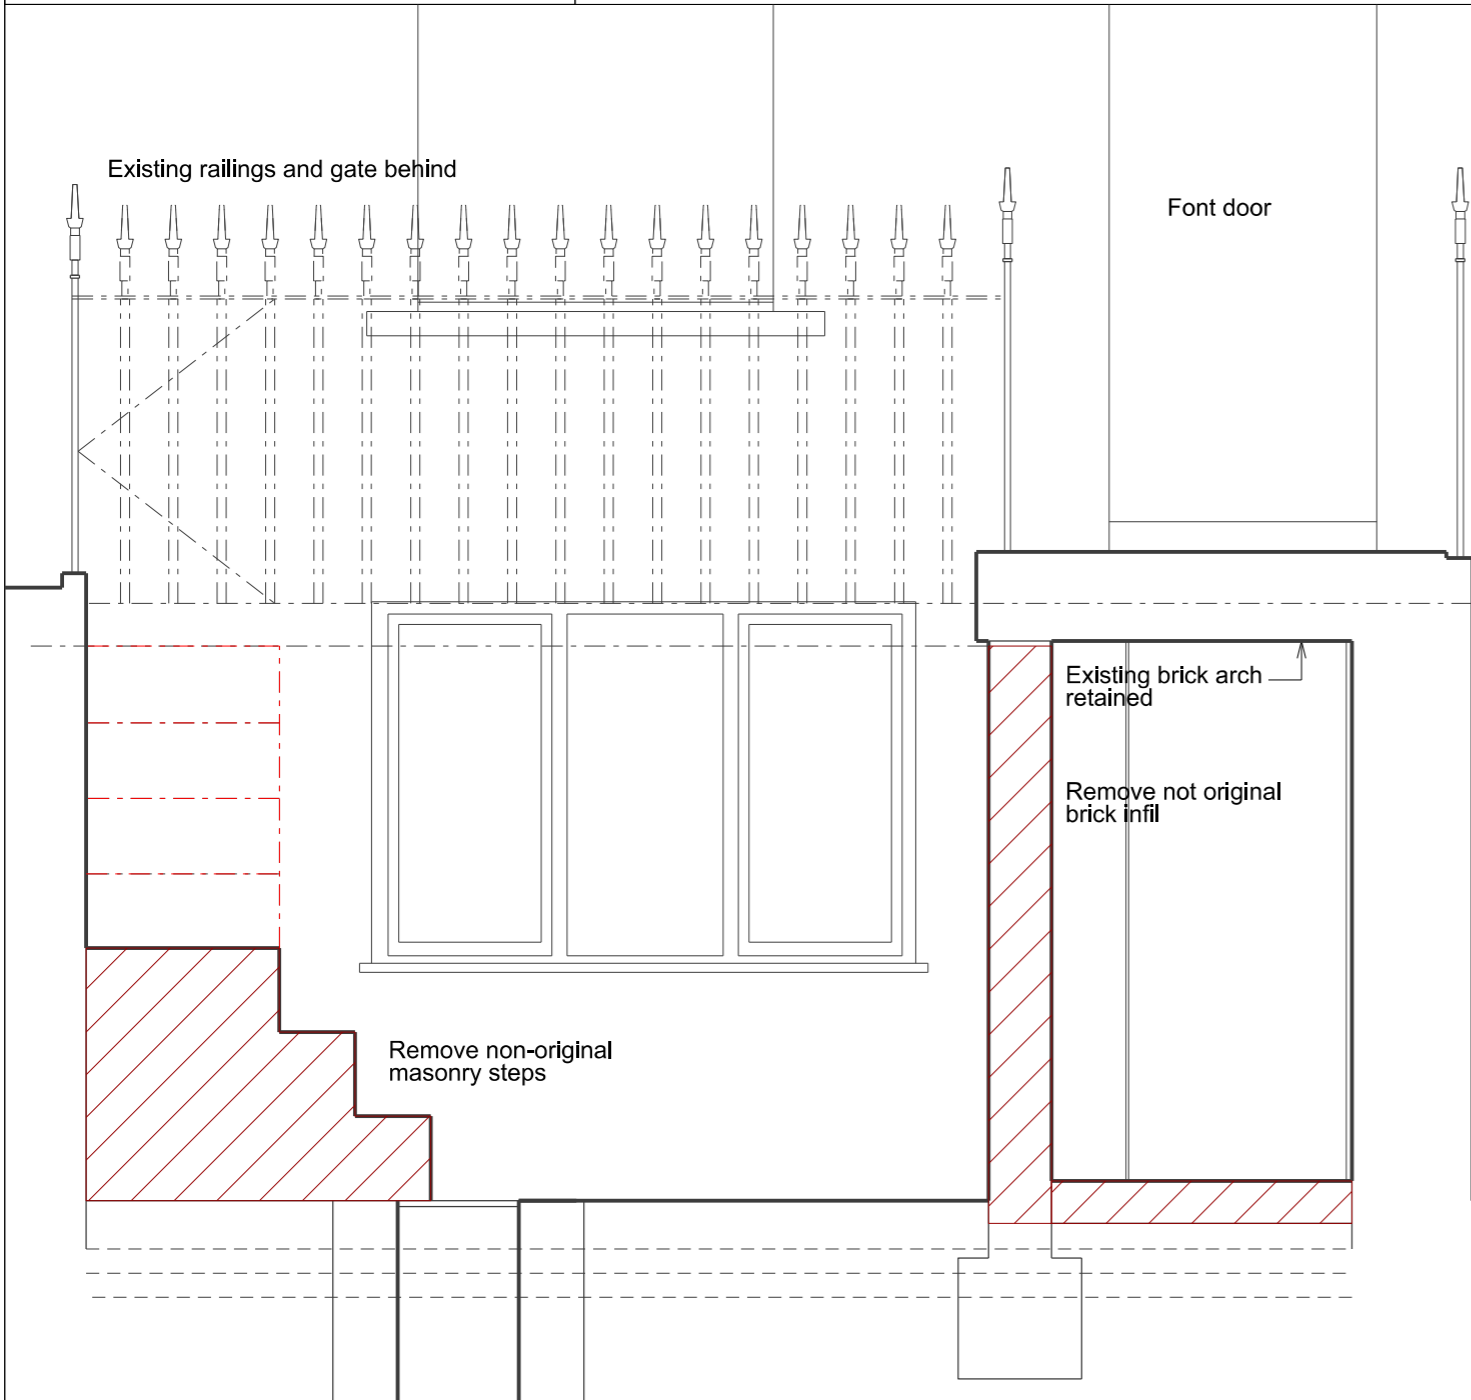 Existing railings and gate behind
Font door
Existing brick arch
retained
Remove not original
brick infil
Remove non-original
masonry steps